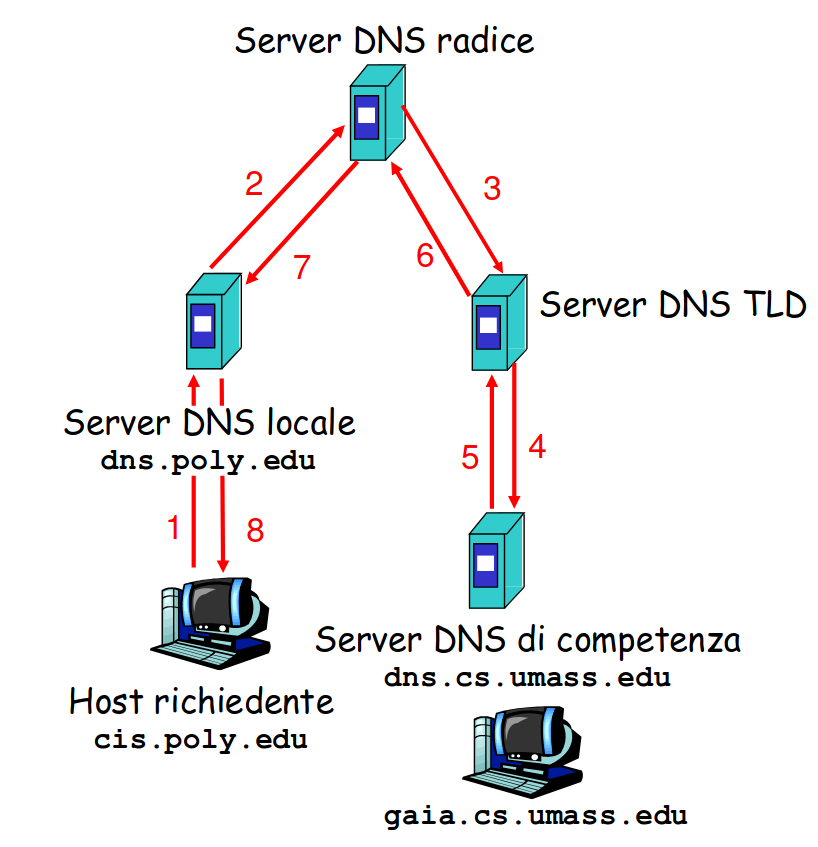 Server DNS radice
2
3
7
6
Server DNS TLD
Server DNS locale
dns.poly.edu
5
4
1
8
Server DNS di competenza
dns.cs.umass.edu
Host richiedente
cis.poly.edu
gaia.cs.umass.edu